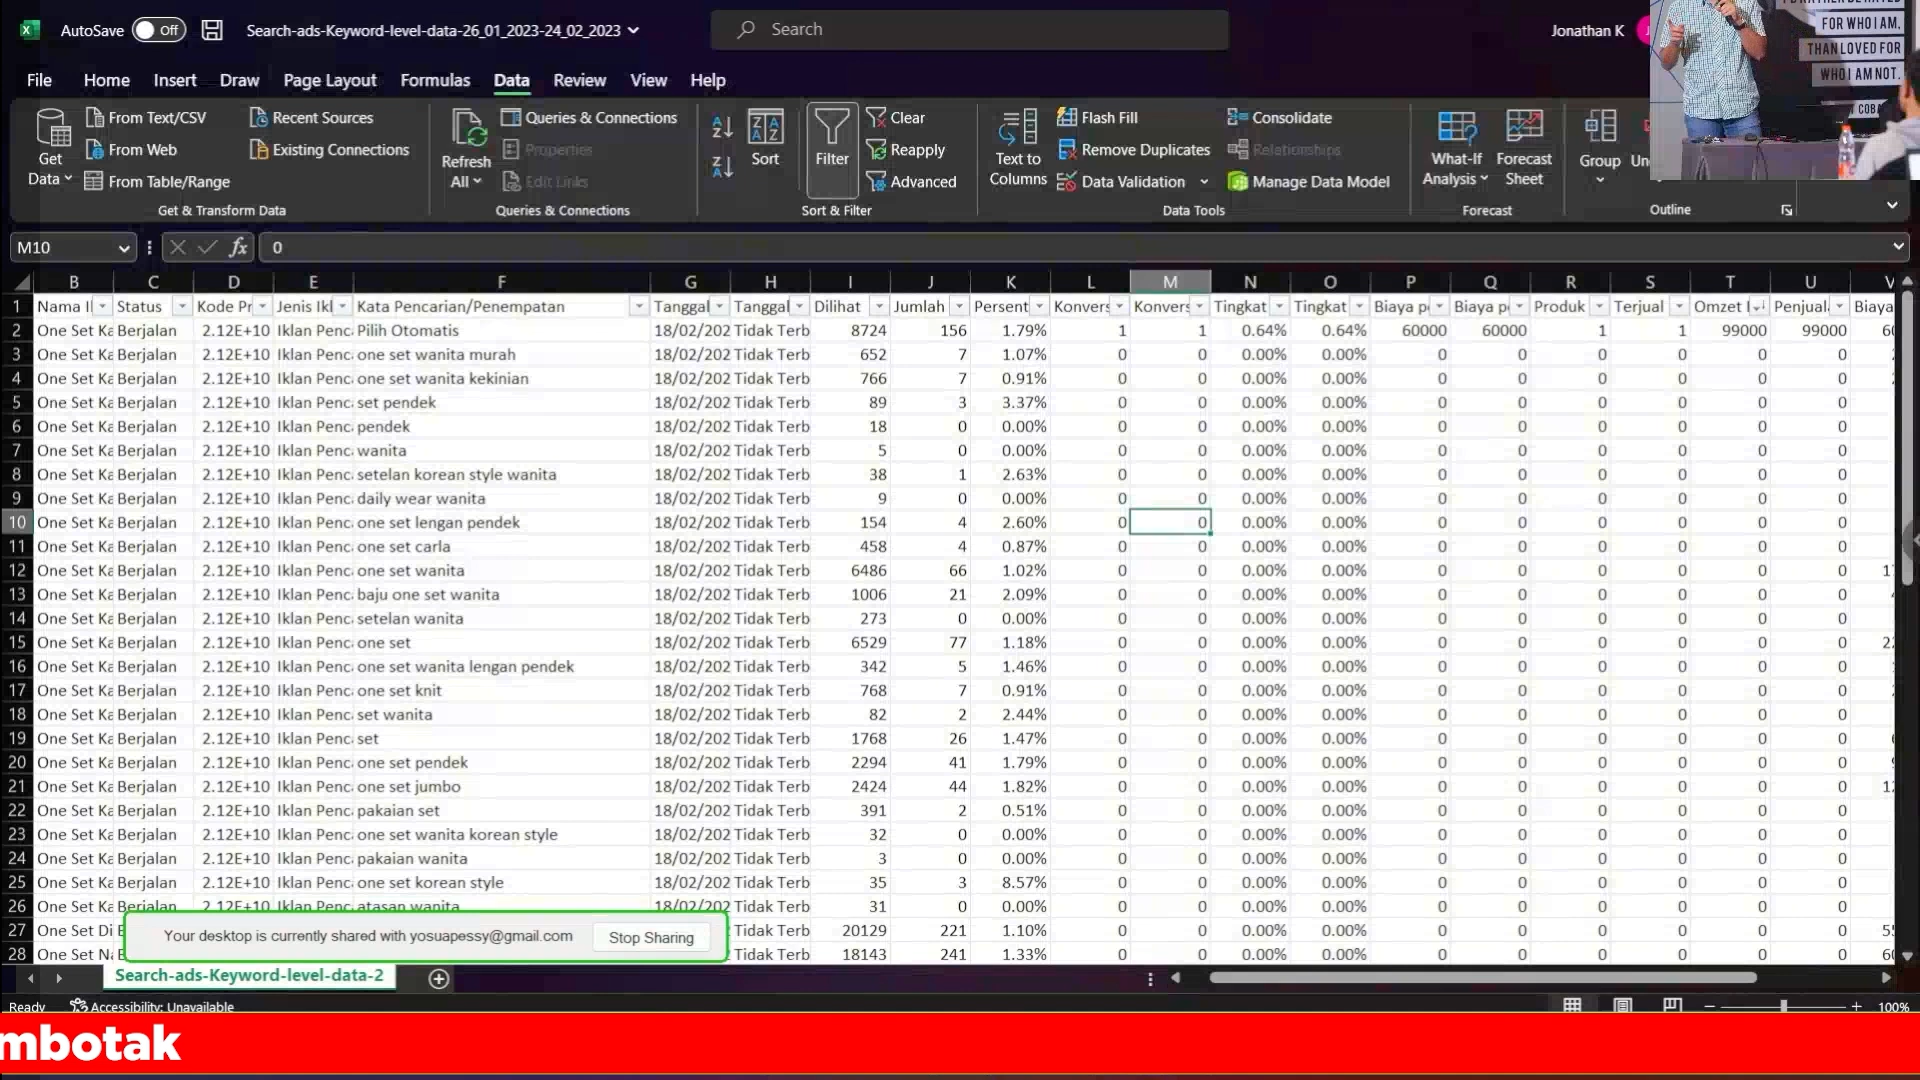 AutoSave Off Search-ads-Keyword-level-data-26_01_2023-24_02_2023 Search Jonathan K
FOR WHO I AM,
THAN LOVED FOR
WHO I AM NOT.
File Home Insert Draw Page Layout Formulas Data Review View Help
Get Data From Text/CSV From Web From Table/Range Recent Sources Existing Connections
Refresh All Queries & Connections Properties Edit Links
Sort Filter Clear Reapply Advanced
Text to Columns Flash Fill Remove Duplicates Data Validation Consolidate Relationships Manage Data Model
What-If Analysis Forecast Sheet Group
Get & Transform Data Queries & Connections Sort & Filter Data Tools Forecast Outline
M10 fx 0
B C D E F G H I J K L M N O P Q R S T U V
1 Nama I Status Kode Pr Jenis Ikl Kata Pencarian/Penempatan Tanggal Tanggal Dilihat Jumlah Persent Konvers Konvers Tingkat Tingkat Biaya p Biaya p Produk Terjual Omzet Penjual Biaya
2 One Set Ka Berjalan 2.12E+10 Iklan Penc Pilih Otomatis 18/02/202 Tidak Terb 8724 156 1.79% 1 1 0.64% 0.64% 60000 60000 1 1 99000 99000
3 One Set Ka Berjalan 2.12E+10 Iklan Penc one set wanita murah 18/02/202 Tidak Terb 652 7 1.07% 0 0 0.00% 0.00% 0 0 0 0 0 0
4 One Set Ka Berjalan 2.12E+10 Iklan Penc one set wanita kekinian 18/02/202 Tidak Terb 766 7 0.91% 0 0 0.00% 0.00% 0 0 0 0 0 0
5 One Set Ka Berjalan 2.12E+10 Iklan Penc set pendek 18/02/202 Tidak Terb 89 3 3.37% 0 0 0.00% 0.00% 0 0 0 0 0 0
6 One Set Ka Berjalan 2.12E+10 Iklan Penc pendek 18/02/202 Tidak Terb 18 0 0.00% 0 0 0.00% 0.00% 0 0 0 0 0 0
7 One Set Ka Berjalan 2.12E+10 Iklan Penc wanita 18/02/202 Tidak Terb 5 0 0.00% 0 0 0.00% 0.00% 0 0 0 0 0 0
8 One Set Ka Berjalan 2.12E+10 Iklan Penc setelan korean style wanita 18/02/202 Tidak Terb 38 1 2.63% 0 0 0.00% 0.00% 0 0 0 0 0 0
9 One Set Ka Berjalan 2.12E+10 Iklan Penc daily wear wanita 18/02/202 Tidak Terb 9 0 0.00% 0 0 0.00% 0.00% 0 0 0 0 0 0
10 One Set Ka Berjalan 2.12E+10 Iklan Penc one set lengan pendek 18/02/202 Tidak Terb 154 4 2.60% 0 0 0.00% 0.00% 0 0 0 0 0 0
11 One Set Ka Berjalan 2.12E+10 Iklan Penc one set carla 18/02/202 Tidak Terb 458 4 0.87% 0 0 0.00% 0.00% 0 0 0 0 0 0
12 One Set Ka Berjalan 2.12E+10 Iklan Penc one set wanita 18/02/202 Tidak Terb 6486 66 1.02% 0 0 0.00% 0.00% 0 0 0 0 0 0
13 One Set Ka Berjalan 2.12E+10 Iklan Penc baju one set wanita 18/02/202 Tidak Terb 1006 21 2.09% 0 0 0.00% 0.00% 0 0 0 0 0 0
14 One Set Ka Berjalan 2.12E+10 Iklan Penc setelan wanita 18/02/202 Tidak Terb 273 0 0.00% 0 0 0.00% 0.00% 0 0 0 0 0 0
15 One Set Ka Berjalan 2.12E+10 Iklan Penc one set 18/02/202 Tidak Terb 6529 77 1.18% 0 0 0.00% 0.00% 0 0 0 0 0 0
16 One Set Ka Berjalan 2.12E+10 Iklan Penc one set wanita lengan pendek 18/02/202 Tidak Terb 342 5 1.46% 0 0 0.00% 0.00% 0 0 0 0 0 0
17 One Set Ka Berjalan 2.12E+10 Iklan Penc one set knit 18/02/202 Tidak Terb 768 7 0.91% 0 0 0.00% 0.00% 0 0 0 0 0 0
18 One Set Ka Berjalan 2.12E+10 Iklan Penc set wanita 18/02/202 Tidak Terb 82 2 2.44% 0 0 0.00% 0.00% 0 0 0 0 0 0
19 One Set Ka Berjalan 2.12E+10 Iklan Penc set 18/02/202 Tidak Terb 1768 26 1.47% 0 0 0.00% 0.00% 0 0 0 0 0 0
20 One Set Ka Berjalan 2.12E+10 Iklan Penc one set pendek 18/02/202 Tidak Terb 2294 41 1.79% 0 0 0.00% 0.00% 0 0 0 0 0 0
21 One Set Ka Berjalan 2.12E+10 Iklan Penc one set jumbo 18/02/202 Tidak Terb 2424 44 1.82% 0 0 0.00% 0.00% 0 0 0 0 0 0
22 One Set Ka Berjalan 2.12E+10 Iklan Penc pakaian set 18/02/202 Tidak Terb 391 2 0.51% 0 0 0.00% 0.00% 0 0 0 0 0 0
23 One Set Ka Berjalan 2.12E+10 Iklan Penc one set wanita korean style 18/02/202 Tidak Terb 32 0 0.00% 0 0 0.00% 0.00% 0 0 0 0 0 0
24 One Set Ka Berjalan 2.12E+10 Iklan Penc pakaian wanita 18/02/202 Tidak Terb 3 0 0.00% 0 0 0.00% 0.00% 0 0 0 0 0 0
25 One Set Ka Berjalan 2.12E+10 Iklan Penc one set korean style 18/02/202 Tidak Terb 35 3 8.57% 0 0 0.00% 0.00% 0 0 0 0 0 0
26 One Set Ka Berjalan 2.12E+10 Iklan Penc atasan wanita 18/02/202 Tidak Terb 31 0 0.00% 0 0 0.00% 0.00% 0 0 0 0 0 0
27 One Set Di Tidak Terb 20129 221 1.10% 0 0 0.00% 0.00% 0 0 0 0 0 0
28 One Set Na Tidak Terb 18143 241 1.33% 0 0 0.00% 0.00% 0 0 0 0 0 0
Your desktop is currently shared with yosuapessy@gmail.com Stop Sharing
Search-ads-Keyword-level-data-2
Ready Accessibility: Unavailable 100%
mbotak